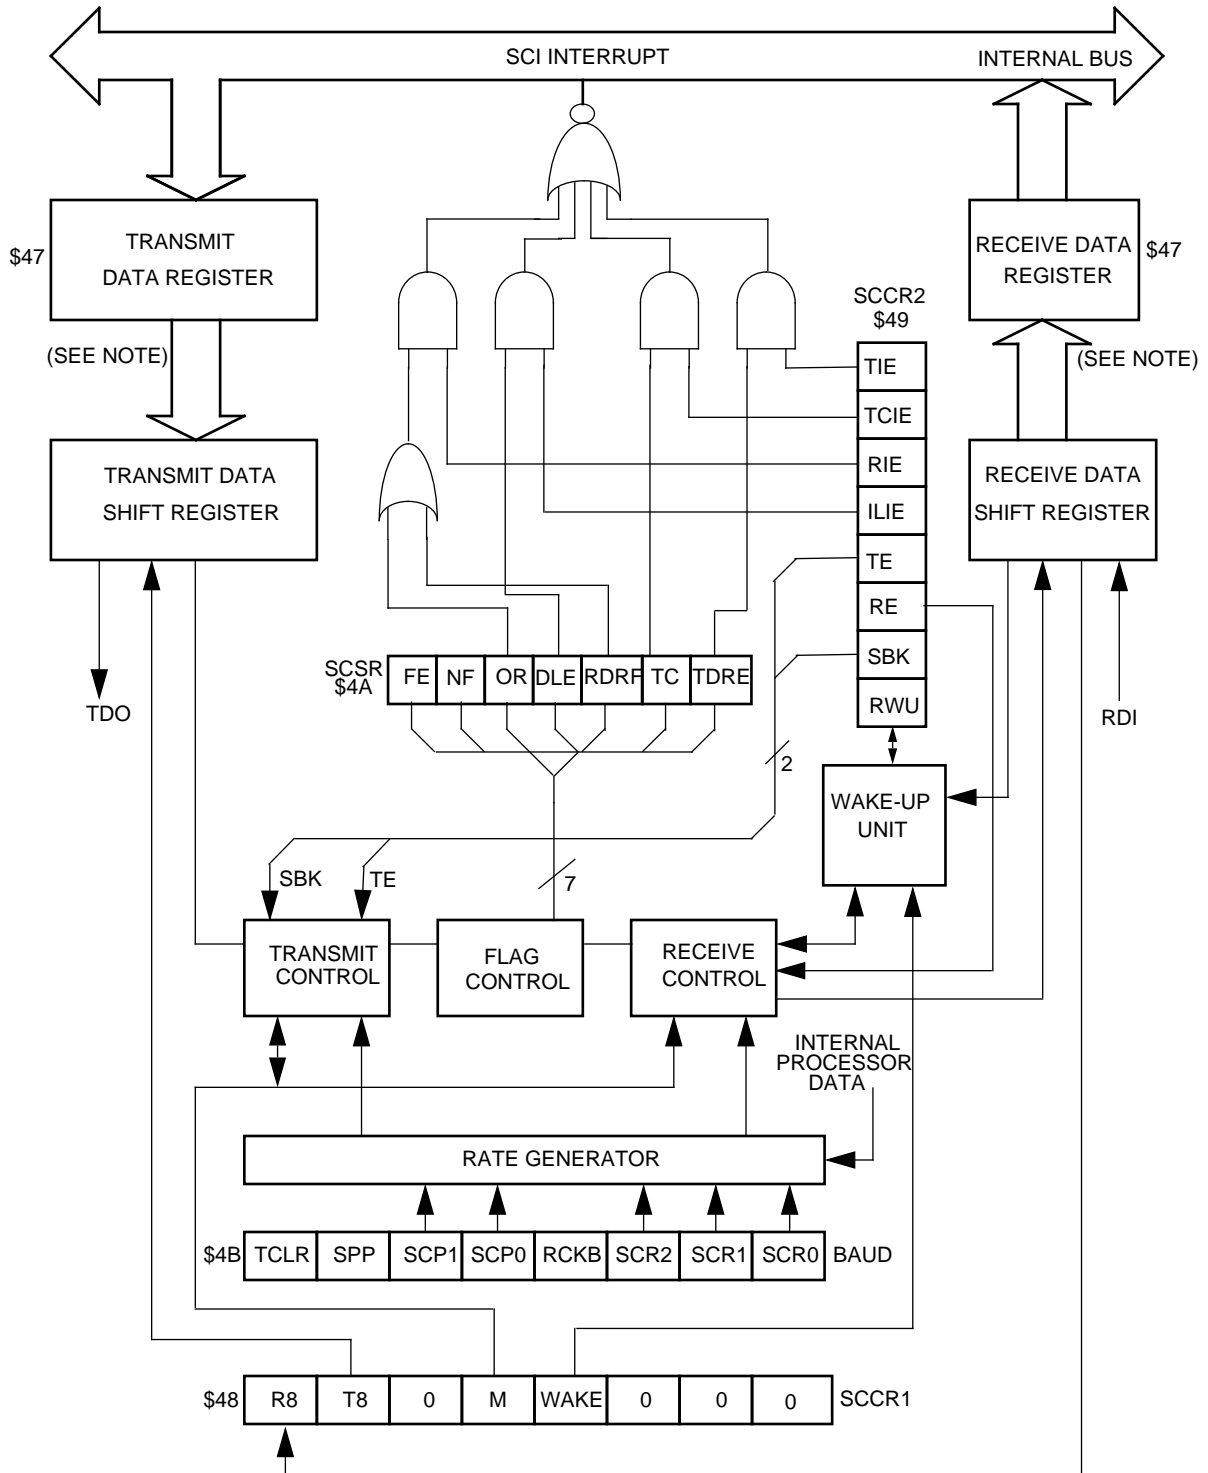 SCI INTERRUPT
INTERNAL BUS
TRANSMIT
DATA REGISTER
$47
RECEIVE DATA
REGISTER
$47
SCCR2
$49
(SEE NOTE)
(SEE NOTE)
TIE
TCIE
RIE
ILIE
TE
RE
SBK
RWU
TRANSMIT DATA
SHIFT REGISTER
RECEIVE DATA
SHIFT REGISTER
SCSR
$4A
FE
NF
OR
DLE
RDRF
TC
TDRE
TDO
RDI
2
WAKE-UP
UNIT
SBK
TE
7
TRANSMIT
CONTROL
FLAG
CONTROL
RECEIVE
CONTROL
INTERNAL
PROCESSOR
DATA
RATE GENERATOR
$4B
TCLR
SPP
SCP1
SCP0
RCKB
SCR2
SCR1
SCR0
BAUD
$48
R8
T8
0
M
WAKE
0
0
0
SCCR1